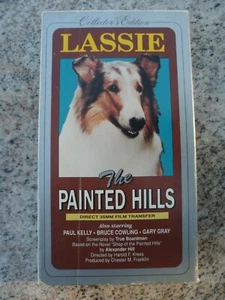 Collector's Edition
LASSIE
The
PAINTED HILLS
DIRECT 35MM FILM TRANSFER
Also starring
PAUL KELLY • BRUCE COWLING • GARY GRAY
Screenplay by True Boardman
Based on the Novel "Shep of the Painted Hills"
by Alexander Hill
Directed by Harold F. Kress
Produced by Chester M. Franklin